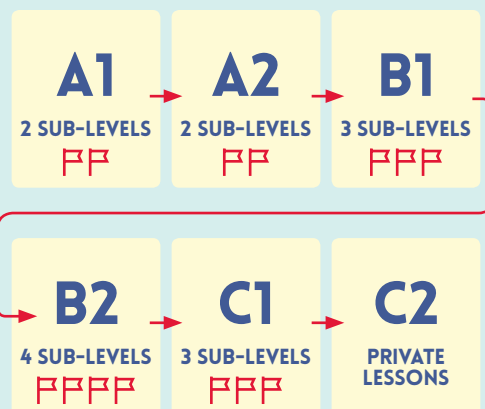 A1
2 SUB-LEVELS
A2
2 SUB-LEVELS
B1
3 SUB-LEVELS
B2
4 SUB-LEVELS
C1
3 SUB-LEVELS
C2
PRIVATE
LESSONS